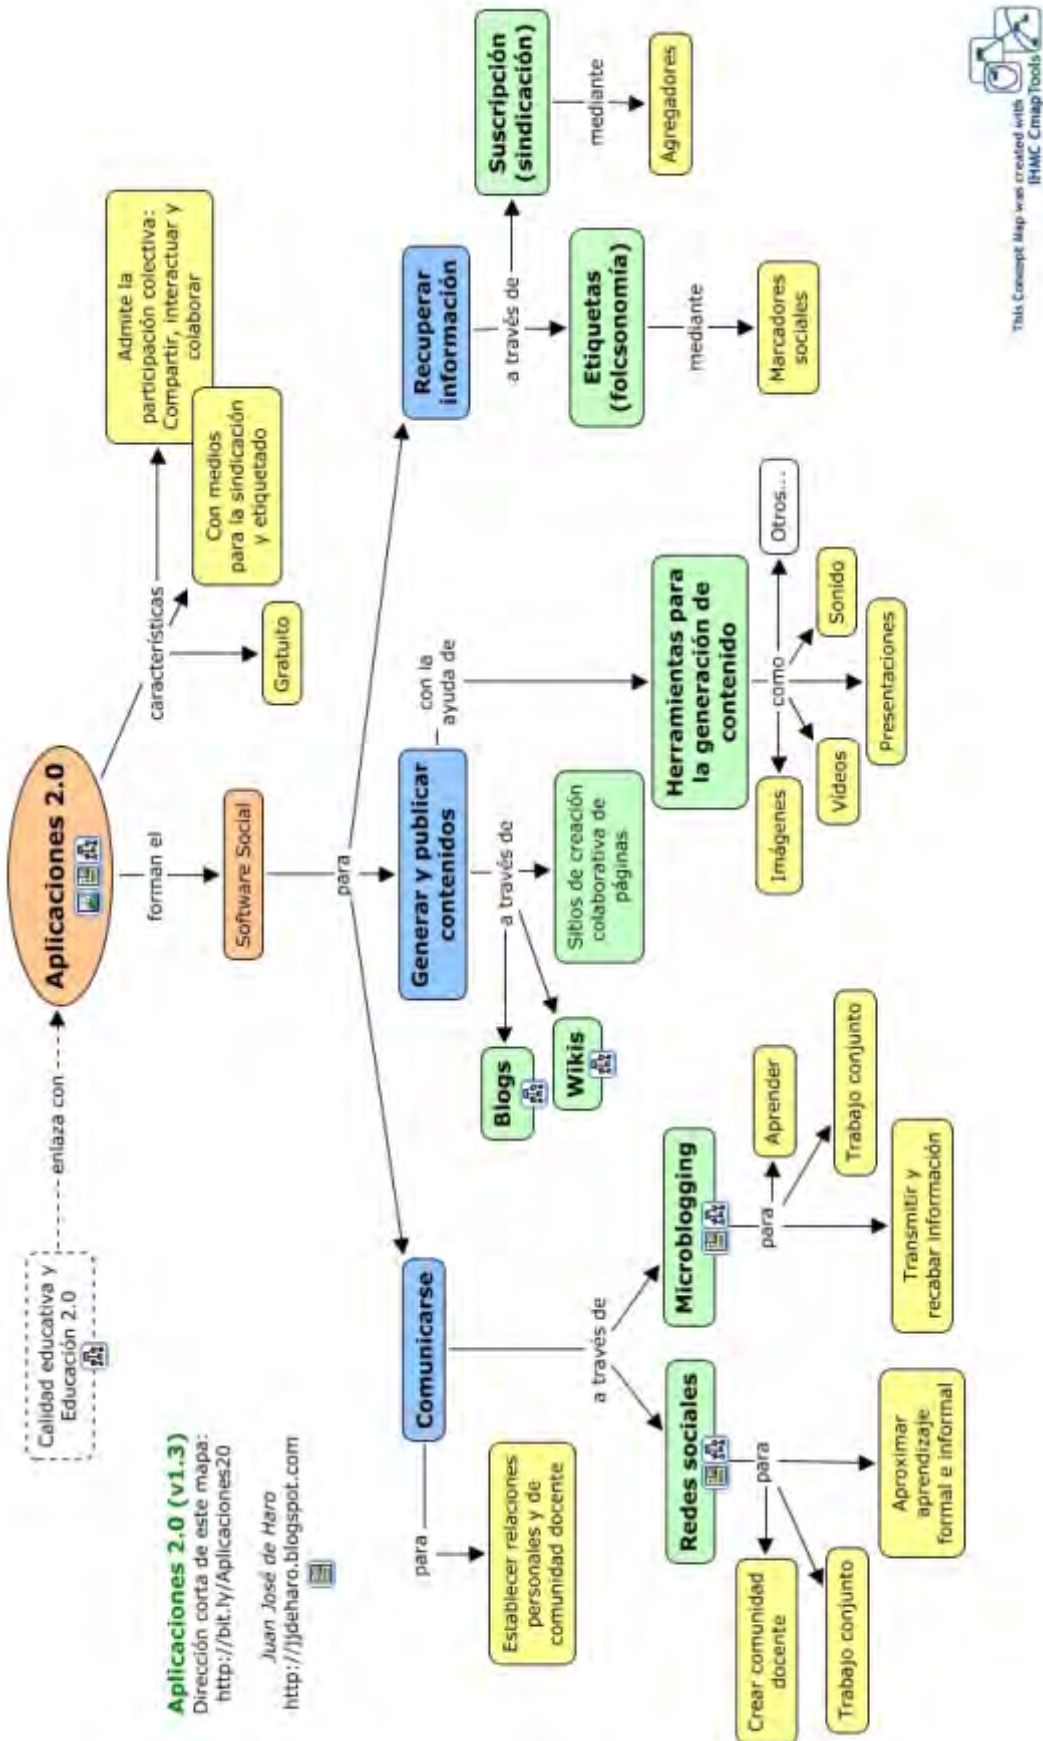 Calidad educativa y
Educación 2.0
enlaza con
Aplicaciones 2.0
Aplicaciones 2.0 (v1.3)
Dirección corta de este mapa:
http://bit.ly/Aplicaciones20
Juan José de Haro
http://jjdeharo.blogspot.com
forman el
Software Social
características
Gratuito
Con medios
para la sindicación
y etiquetado
Admite la
participación colectiva:
Compartir, interactuar y
colaborar
para
Comunicarse
para
Establecer relaciones
personales y de
comunidad docente
a través de
Redes sociales
para
Crear comunidad
docente
Trabajo conjunto
Aproximar
aprendizaje
formal e informal
Microblogging
para
Aprender
Trabajo conjunto
Transmitir y
recabar información
Generar y publicar
contenidos
a través de
Blogs
Wikis
Sitios de creación
colaborativa de
páginas
con la
ayuda de
Herramientas para
la generación de
contenido
como
Imágenes
Vídeos
Presentaciones
Sonido
Otros...
Recuperar
información
a través de
Etiquetas
(folcsonomía)
mediante
Marcadores
sociales
Suscripción
(sindicación)
mediante
Agregadores
This Concept Map was created with
IHMC CmapTools